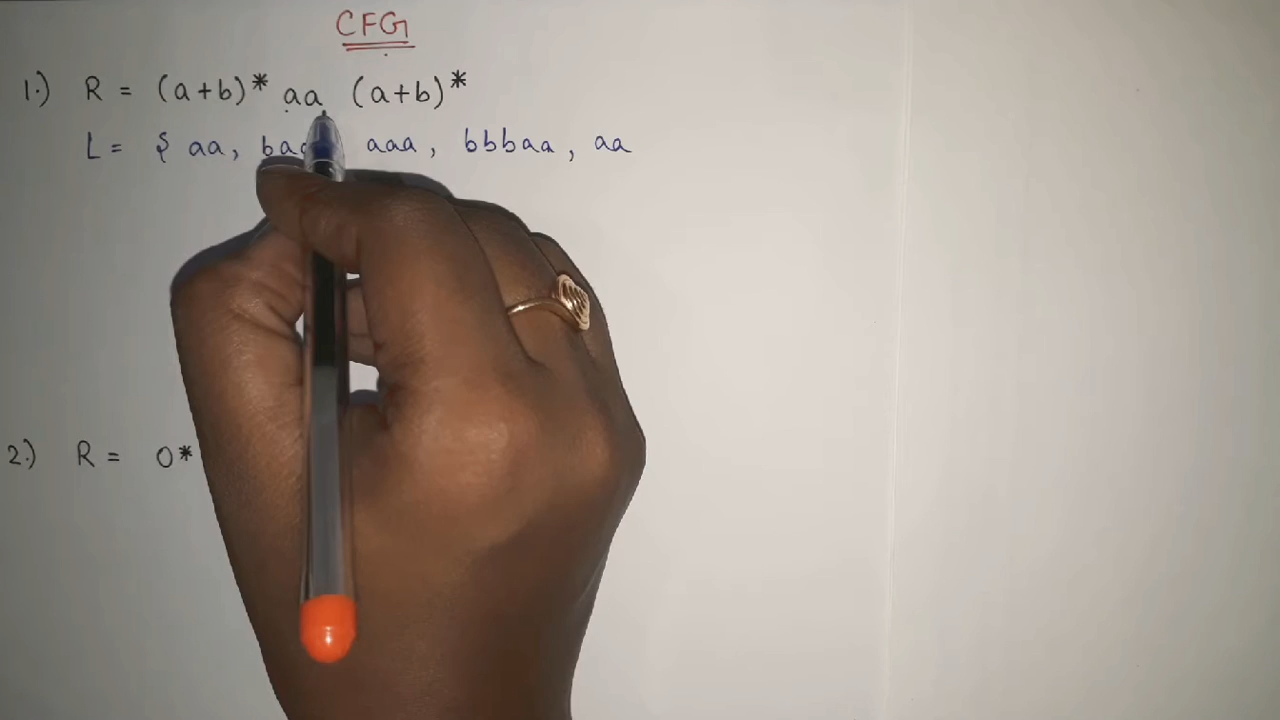 CFG
1.) R = (a+b)* aa (a+b)*
L = { aa, aaa, bbbaa, aa
2.) R = 0*